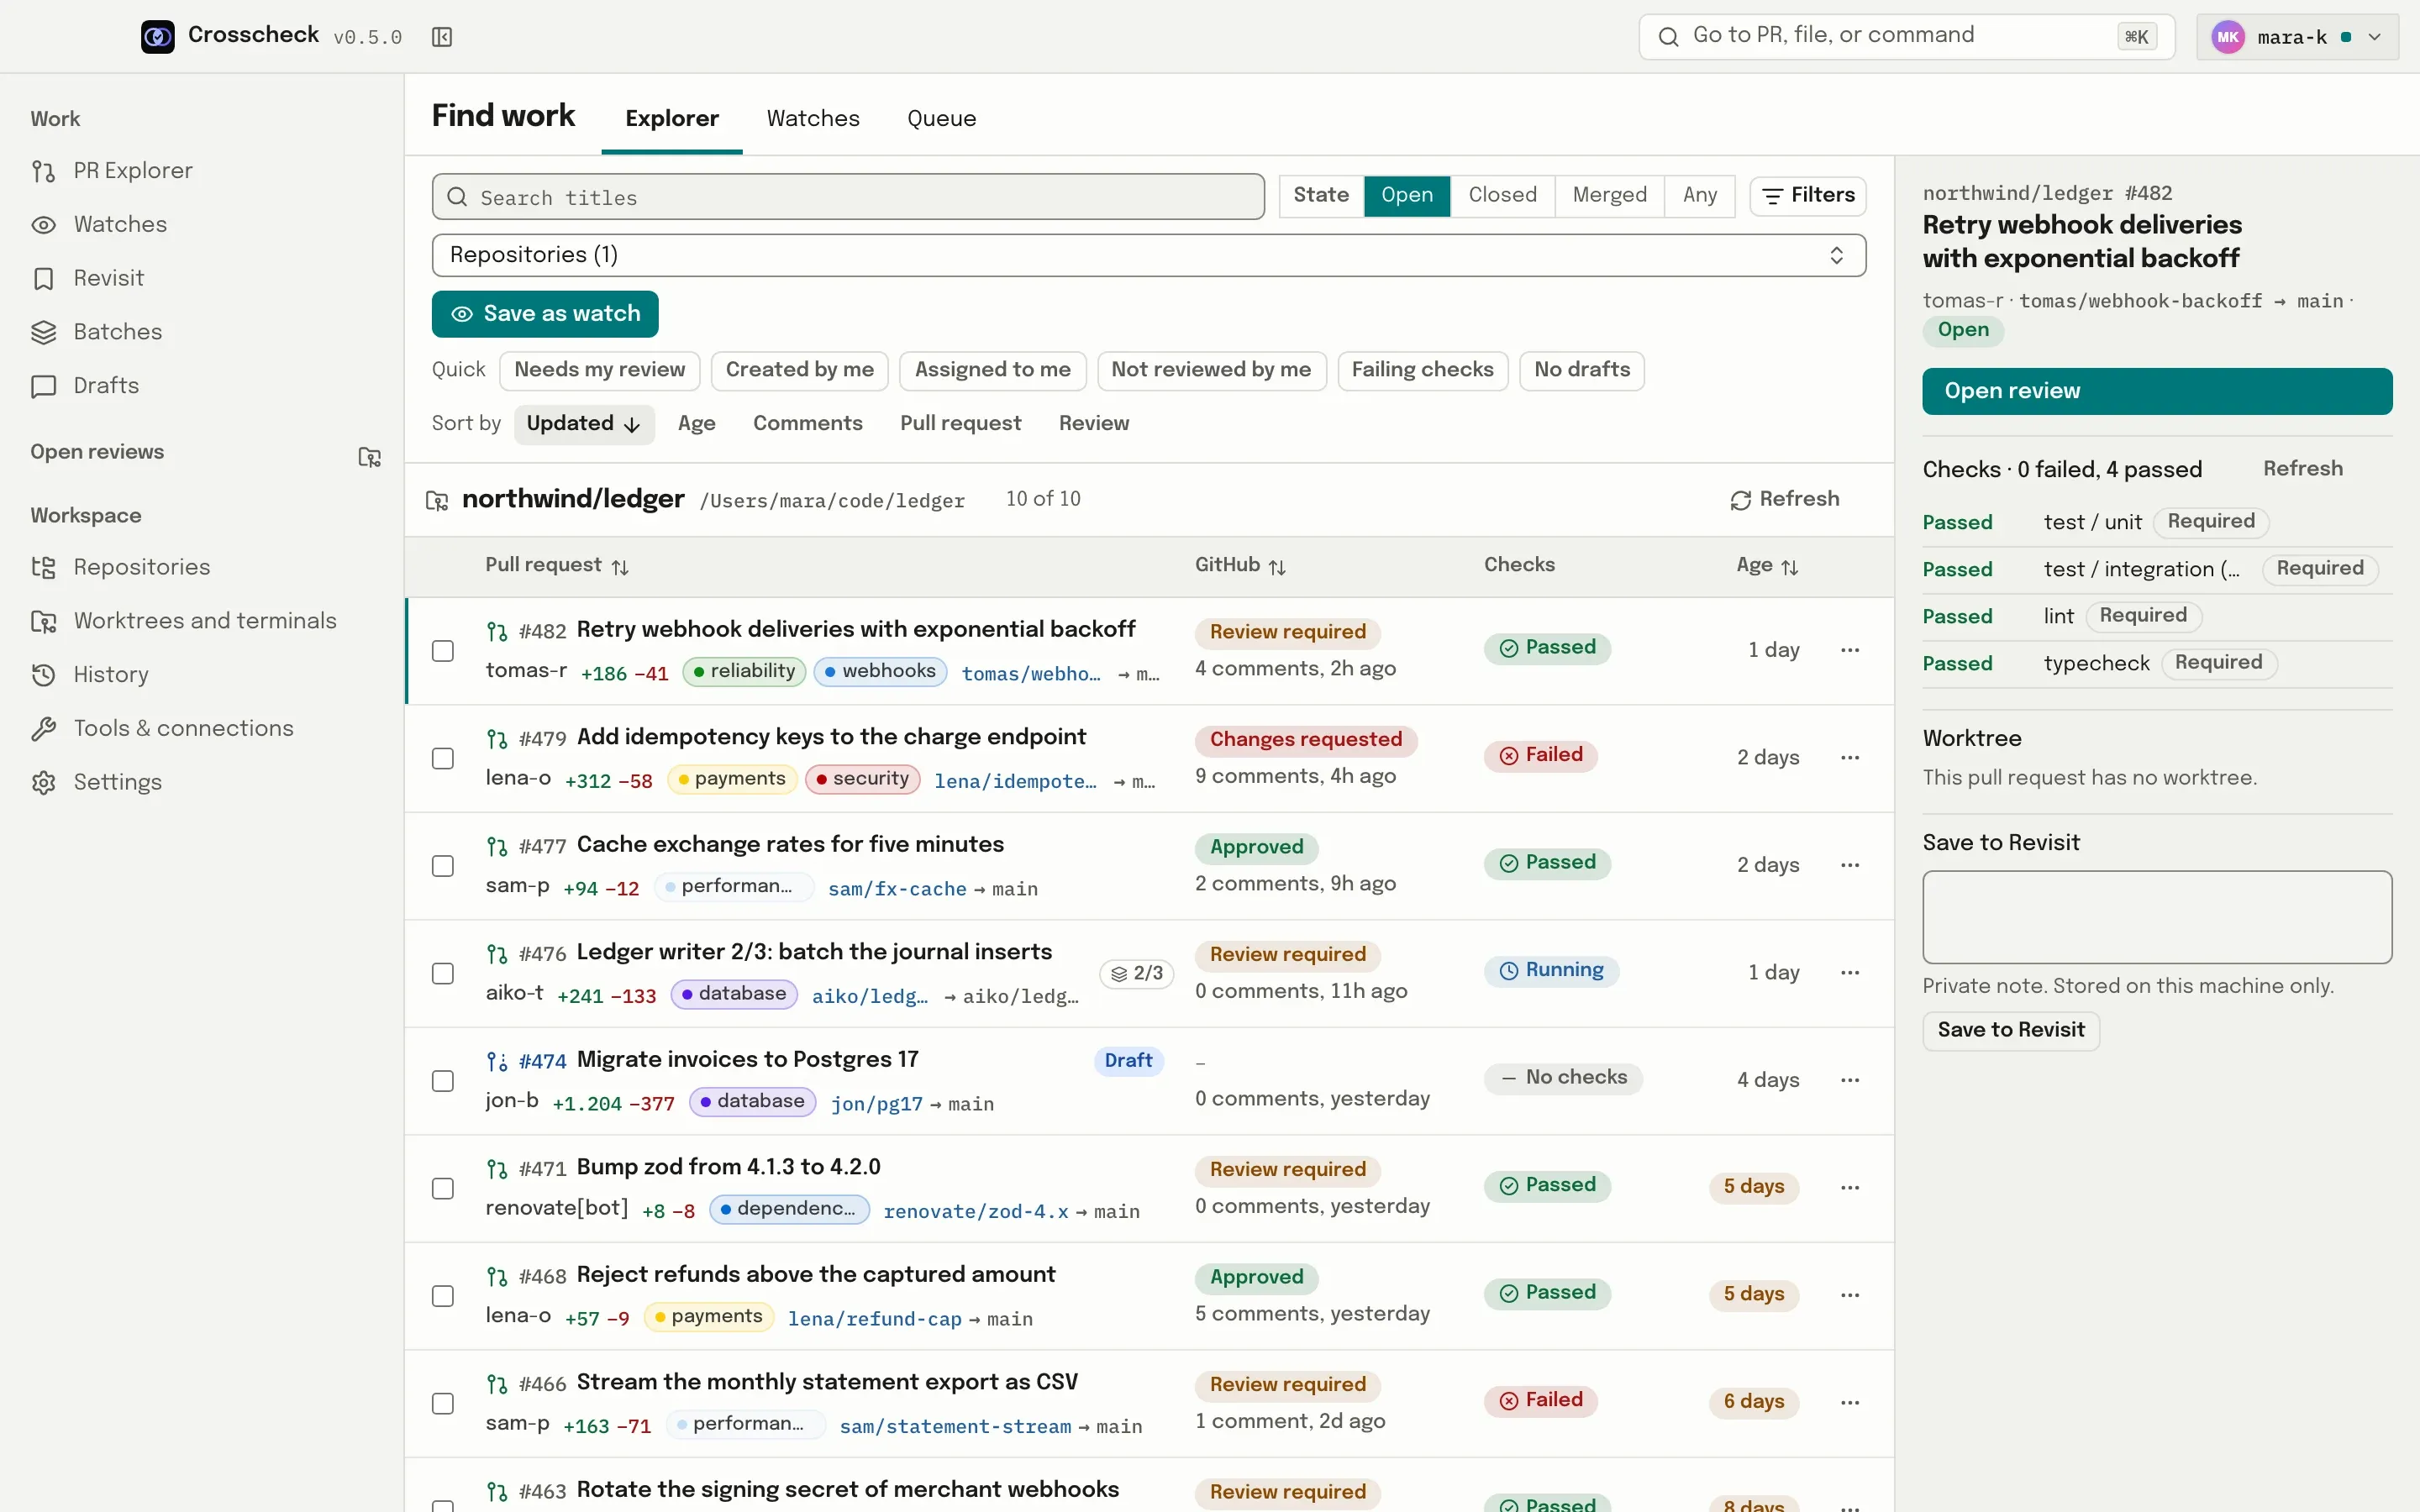 Crosscheck v0.5.0
Go to PR, file, or command ⌘K
MK mara-k
Work
PR Explorer
Watches
Revisit
Batches
Drafts
Open reviews
Workspace
Repositories
Worktrees and terminals
History
Tools & connections
Settings
Find work Explorer Watches Queue
Search titles
State Open Closed Merged Any
Filters
Repositories (1)
Save as watch
Quick Needs my review Created by me Assigned to me Not reviewed by me Failing checks No drafts
Sort by Updated ↓ Age Comments Pull request Review
northwind/ledger /Users/mara/code/ledger 10 of 10 Refresh
Pull request GitHub Checks Age
#482 Retry webhook deliveries with exponential backoff
tomas-r +186 −41 reliability webhooks tomas/webho… → m…
Review required
4 comments, 2h ago
Passed
1 day
#479 Add idempotency keys to the charge endpoint
lena-o +312 −58 payments security lena/idempote… → m…
Changes requested
9 comments, 4h ago
Failed
2 days
#477 Cache exchange rates for five minutes
sam-p +94 −12 performan… sam/fx-cache → main
Approved
2 comments, 9h ago
Passed
2 days
#476 Ledger writer 2/3: batch the journal inserts
aiko-t +241 −133 database aiko/ledg… → aiko/ledg…
2/3
Review required
0 comments, 11h ago
Running
1 day
#474 Migrate invoices to Postgres 17
Draft
jon-b +1.204 −377 database jon/pg17 → main
–
0 comments, yesterday
No checks
4 days
#471 Bump zod from 4.1.3 to 4.2.0
renovate[bot] +8 −8 dependenc… renovate/zod-4.x → main
Review required
0 comments, yesterday
Passed
5 days
#468 Reject refunds above the captured amount
lena-o +57 −9 payments lena/refund-cap → main
Approved
5 comments, yesterday
Passed
5 days
#466 Stream the monthly statement export as CSV
sam-p +163 −71 performan… sam/statement-stream → main
Review required
1 comment, 2d ago
Failed
6 days
#463 Rotate the signing secret of merchant webhooks
Review required
Passed
8 days
northwind/ledger #482
Retry webhook deliveries
with exponential backoff
tomas-r · tomas/webhook-backoff → main ·
Open
Open review
Checks · 0 failed, 4 passed Refresh
Passed test / unit Required
Passed test / integration (… Required
Passed lint Required
Passed typecheck Required
Worktree
This pull request has no worktree.
Save to Revisit
Private note. Stored on this machine only.
Save to Revisit